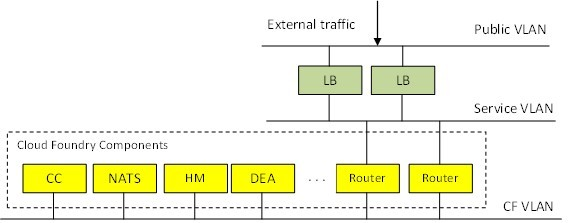 External traffic
Public VLAN
LB LB
Service VLAN
Cloud Foundry Components
CC NATS HM DEA ... Router Router
CF VLAN